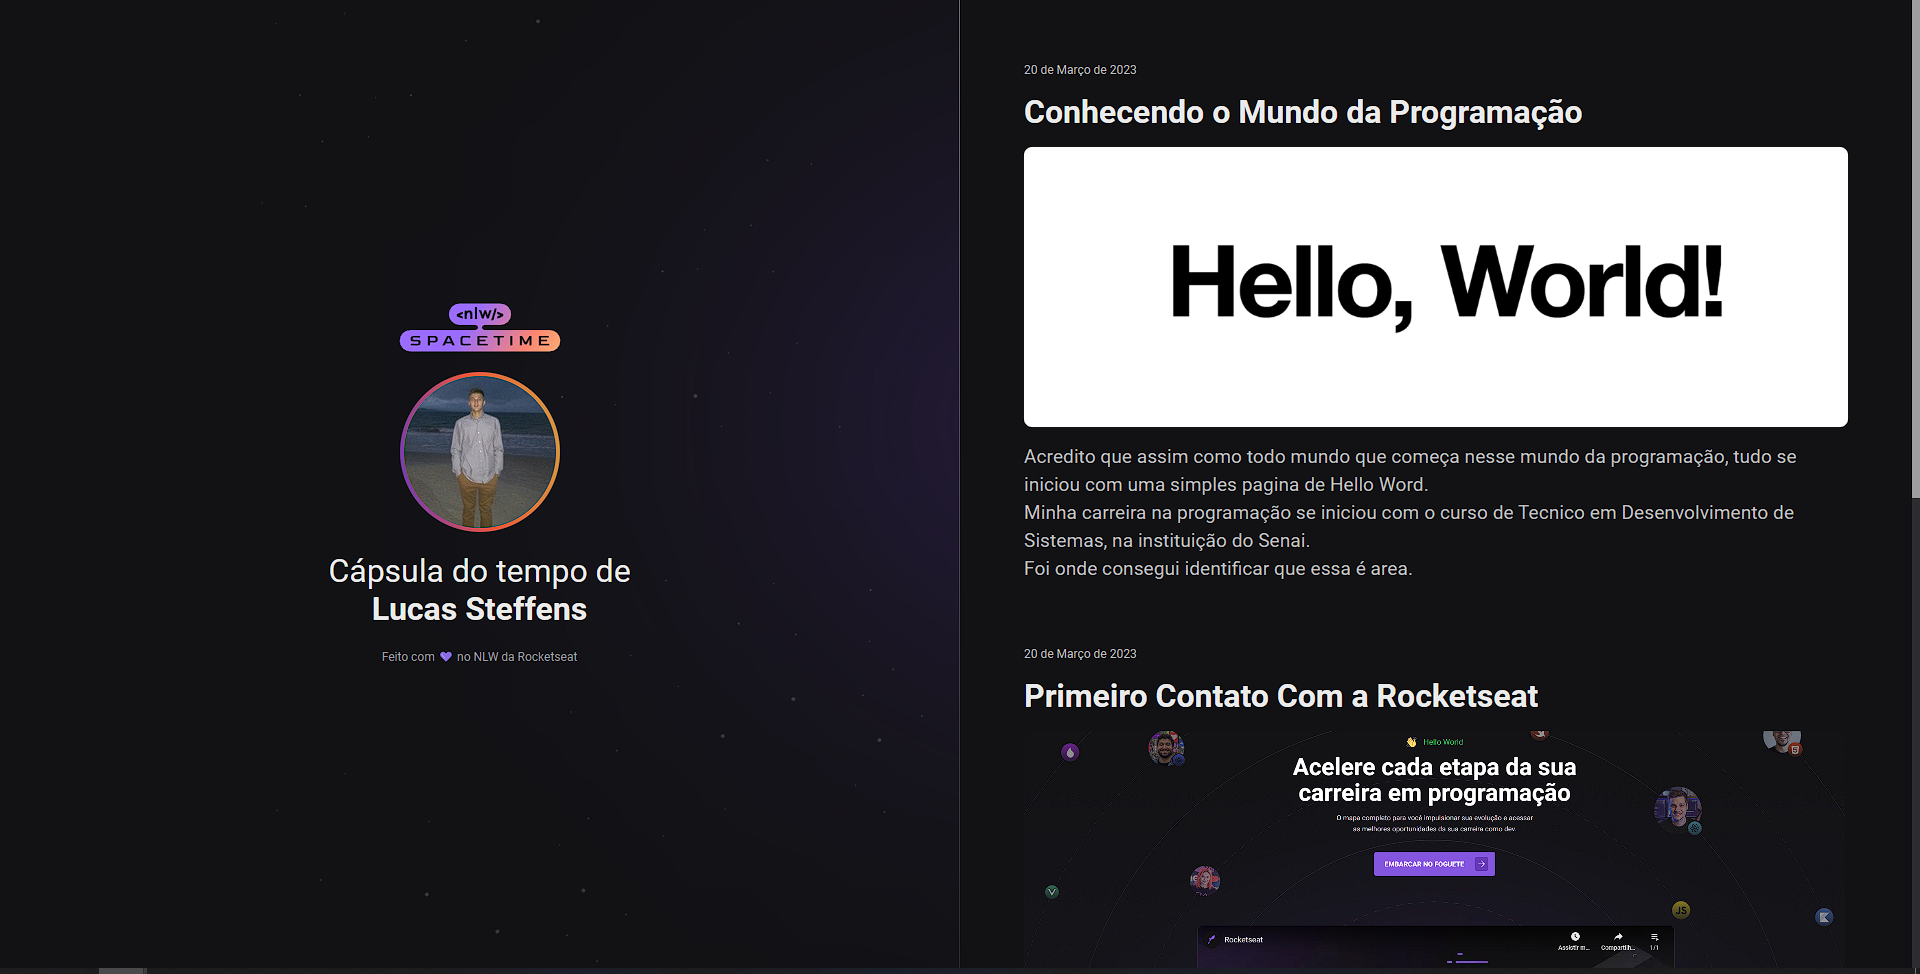 <nlw/>
SPACETIME
Cápsula do tempo de
Lucas Steffens
Feito com 💜 no NLW da Rocketseat
20 de Março de 2023
Conhecendo o Mundo da Programação
Hello, World!
Acredito que assim como todo mundo que começa nesse mundo da programação, tudo se
iniciou com uma simples pagina de Hello Word.
Minha carreira na programação se iniciou com o curso de Tecnico em Desenvolvimento de
Sistemas, na instituição do Senai.
Foi onde consegui identificar que essa é area.
20 de Março de 2023
Primeiro Contato Com a Rocketseat
👋 Hello World
Acelere cada etapa da sua
carreira em programação
O mapa completo para você impulsionar sua evolução e acessar
as melhores oportunidades da sua carreira como dev.
EMBARCAR NO FOGUETE
JS
Rocketseat
Assistir m...
Compartilh...
1/1